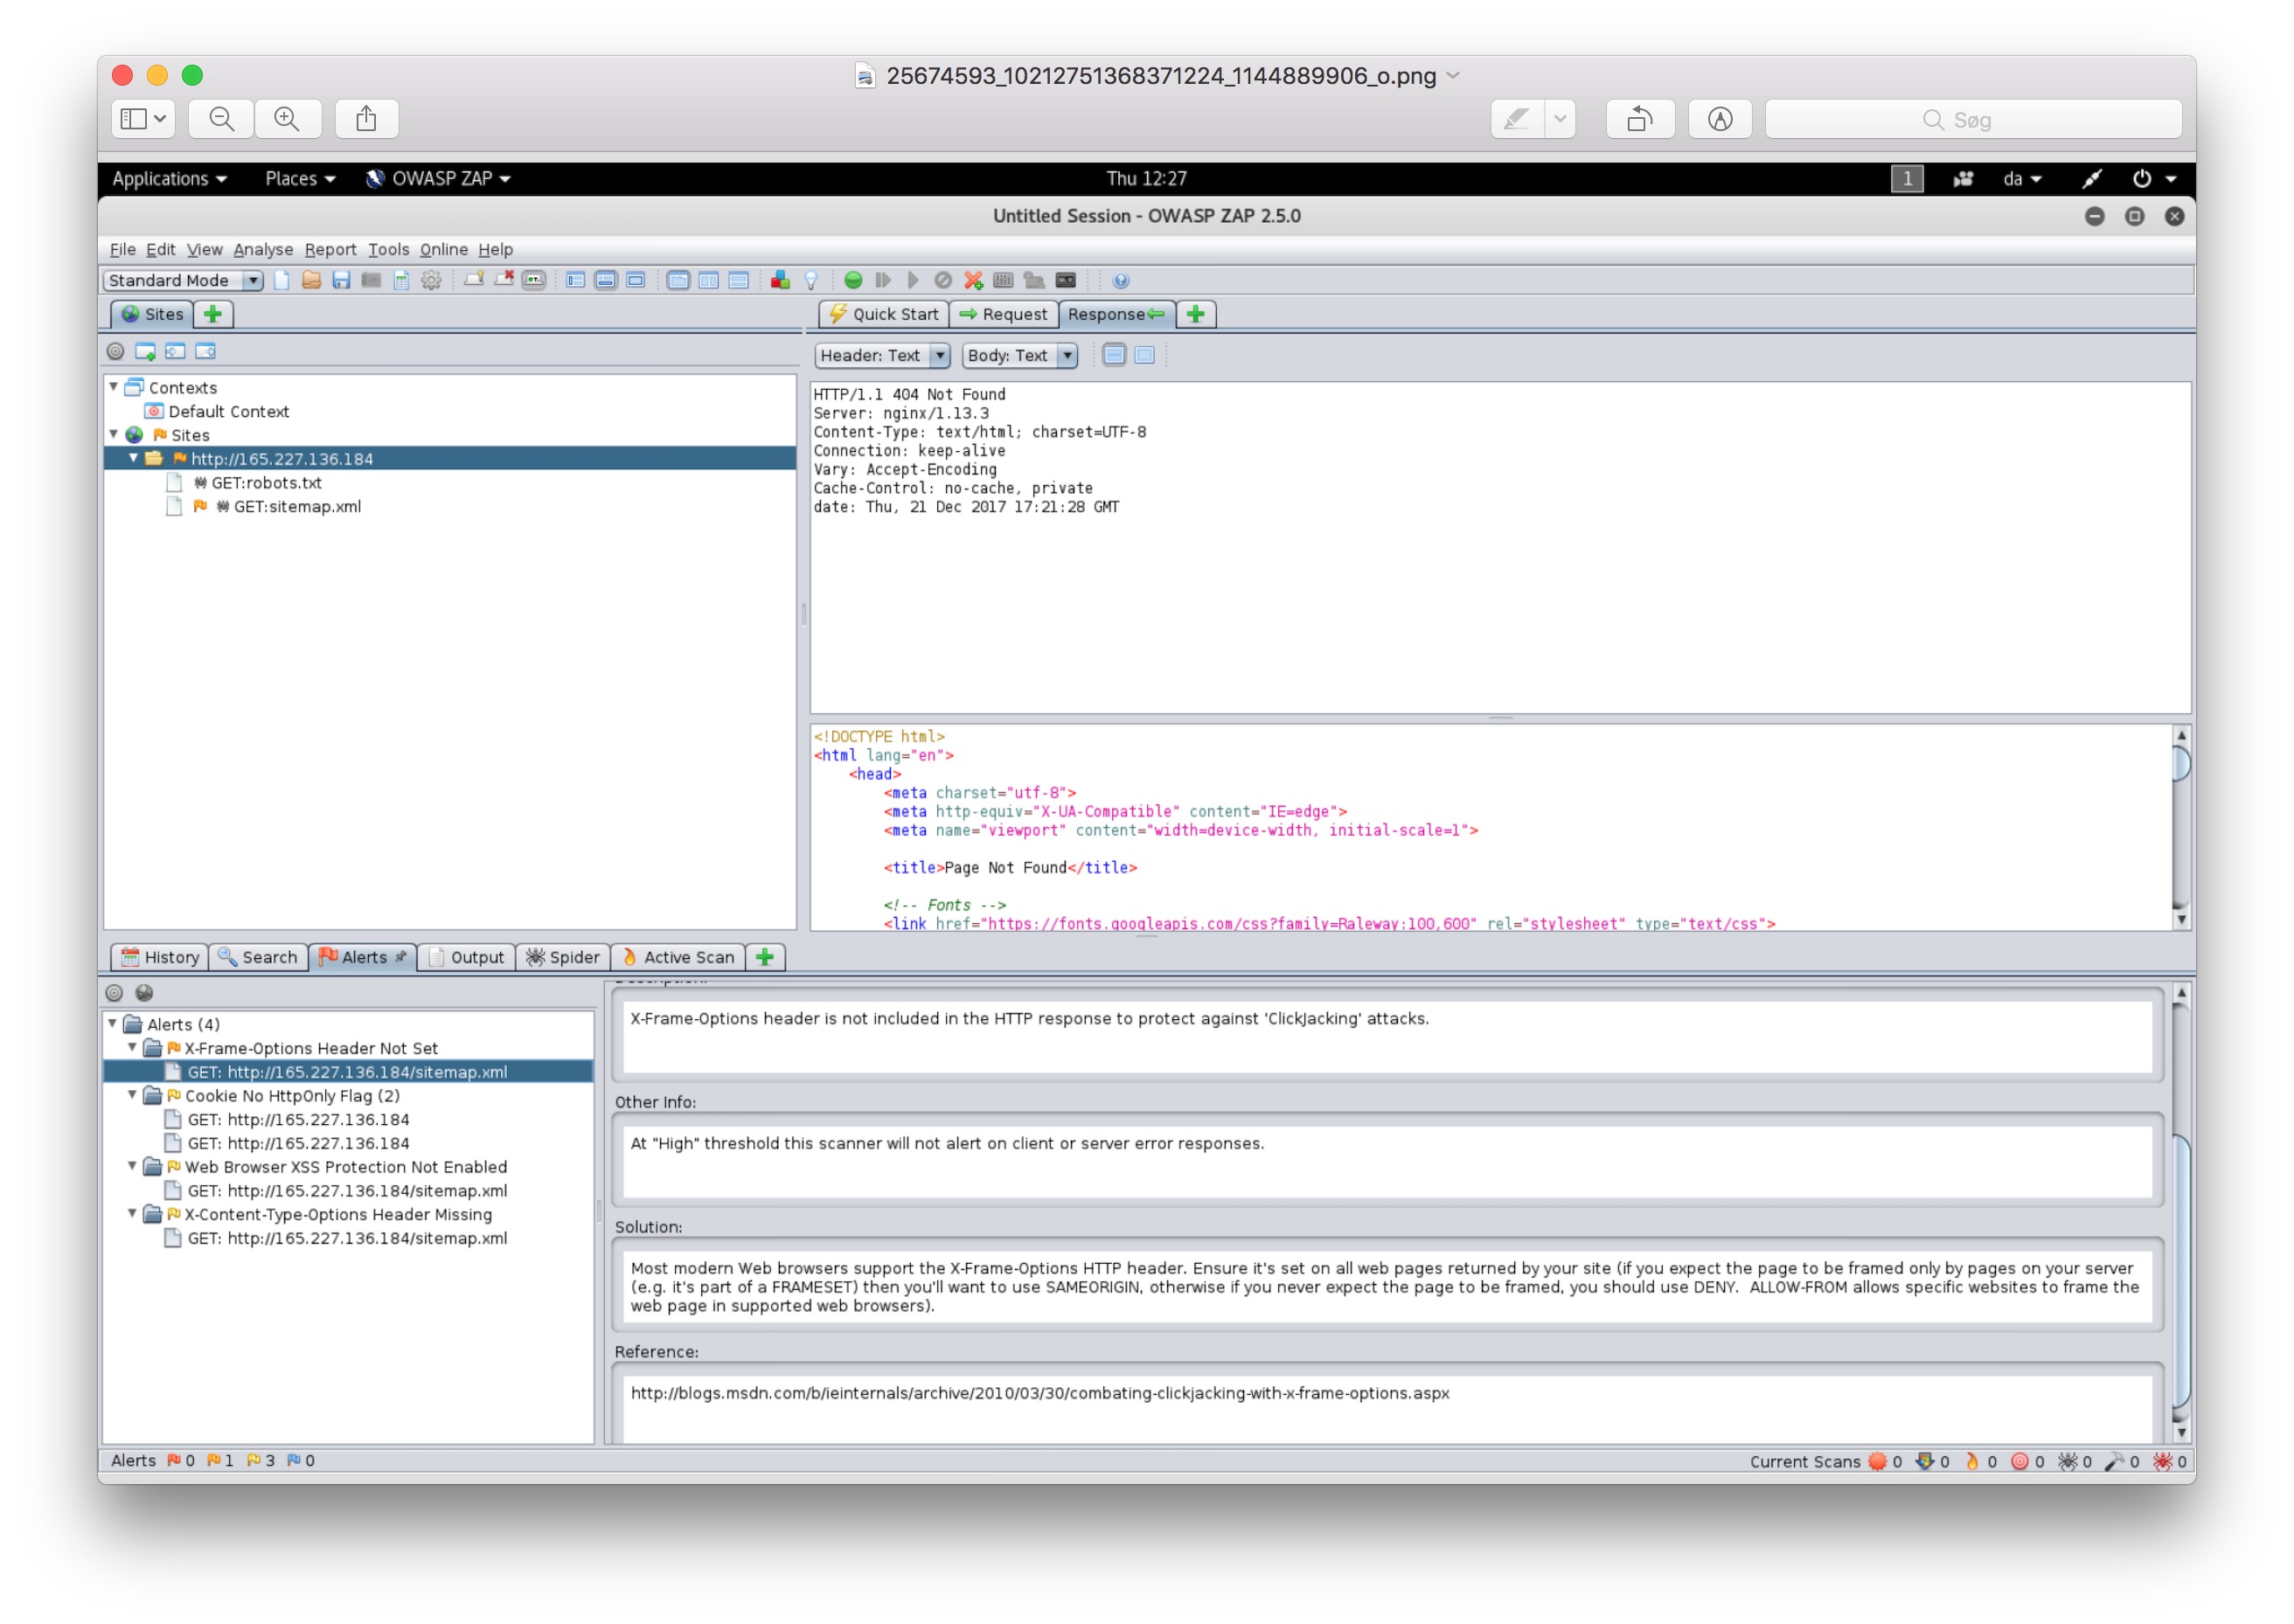 25674593_10212751368371224_1144889906_o.png
Søg
Applications Places OWASP ZAP Thu 12:27 1 da
Untitled Session - OWASP ZAP 2.5.0
File Edit View Analyse Report Tools Online Help
Standard Mode
Sites
Quick Start Request Response
Header: Text Body: Text
Contexts
Default Context
Sites
http://165.227.136.184
GET:robots.txt
GET:sitemap.xml
HTTP/1.1 404 Not Found
Server: nginx/1.13.3
Content-Type: text/html; charset=UTF-8
Connection: keep-alive
Vary: Accept-Encoding
Cache-Control: no-cache, private
date: Thu, 21 Dec 2017 17:21:28 GMT
<!DOCTYPE html>
<html lang="en">
<head>
<meta charset="utf-8">
<meta http-equiv="X-UA-Compatible" content="IE=edge">
<meta name="viewport" content="width=device-width, initial-scale=1">
<title>Page Not Found</title>
<!-- Fonts -->
<link href="https://fonts.googleapis.com/css?family=Raleway:100,600" rel="stylesheet" type="text/css">
History Search Alerts Output Spider Active Scan
Alerts (4)
X-Frame-Options Header Not Set
GET: http://165.227.136.184/sitemap.xml
Cookie No HttpOnly Flag (2)
GET: http://165.227.136.184
GET: http://165.227.136.184
Web Browser XSS Protection Not Enabled
GET: http://165.227.136.184/sitemap.xml
X-Content-Type-Options Header Missing
GET: http://165.227.136.184/sitemap.xml
Description:
X-Frame-Options header is not included in the HTTP response to protect against 'ClickJacking' attacks.
Other Info:
At "High" threshold this scanner will not alert on client or server error responses.
Solution:
Most modern Web browsers support the X-Frame-Options HTTP header. Ensure it's set on all web pages returned by your site (if you expect the page to be framed only by pages on your server
(e.g. it's part of a FRAMESET) then you'll want to use SAMEORIGIN, otherwise if you never expect the page to be framed, you should use DENY. ALLOW-FROM allows specific websites to frame the
web page in supported web browsers).
Reference:
http://blogs.msdn.com/b/ieinternals/archive/2010/03/30/combating-clickjacking-with-x-frame-options.aspx
Alerts 0 1 3 0 Current Scans 0 0 0 0 0 0 0